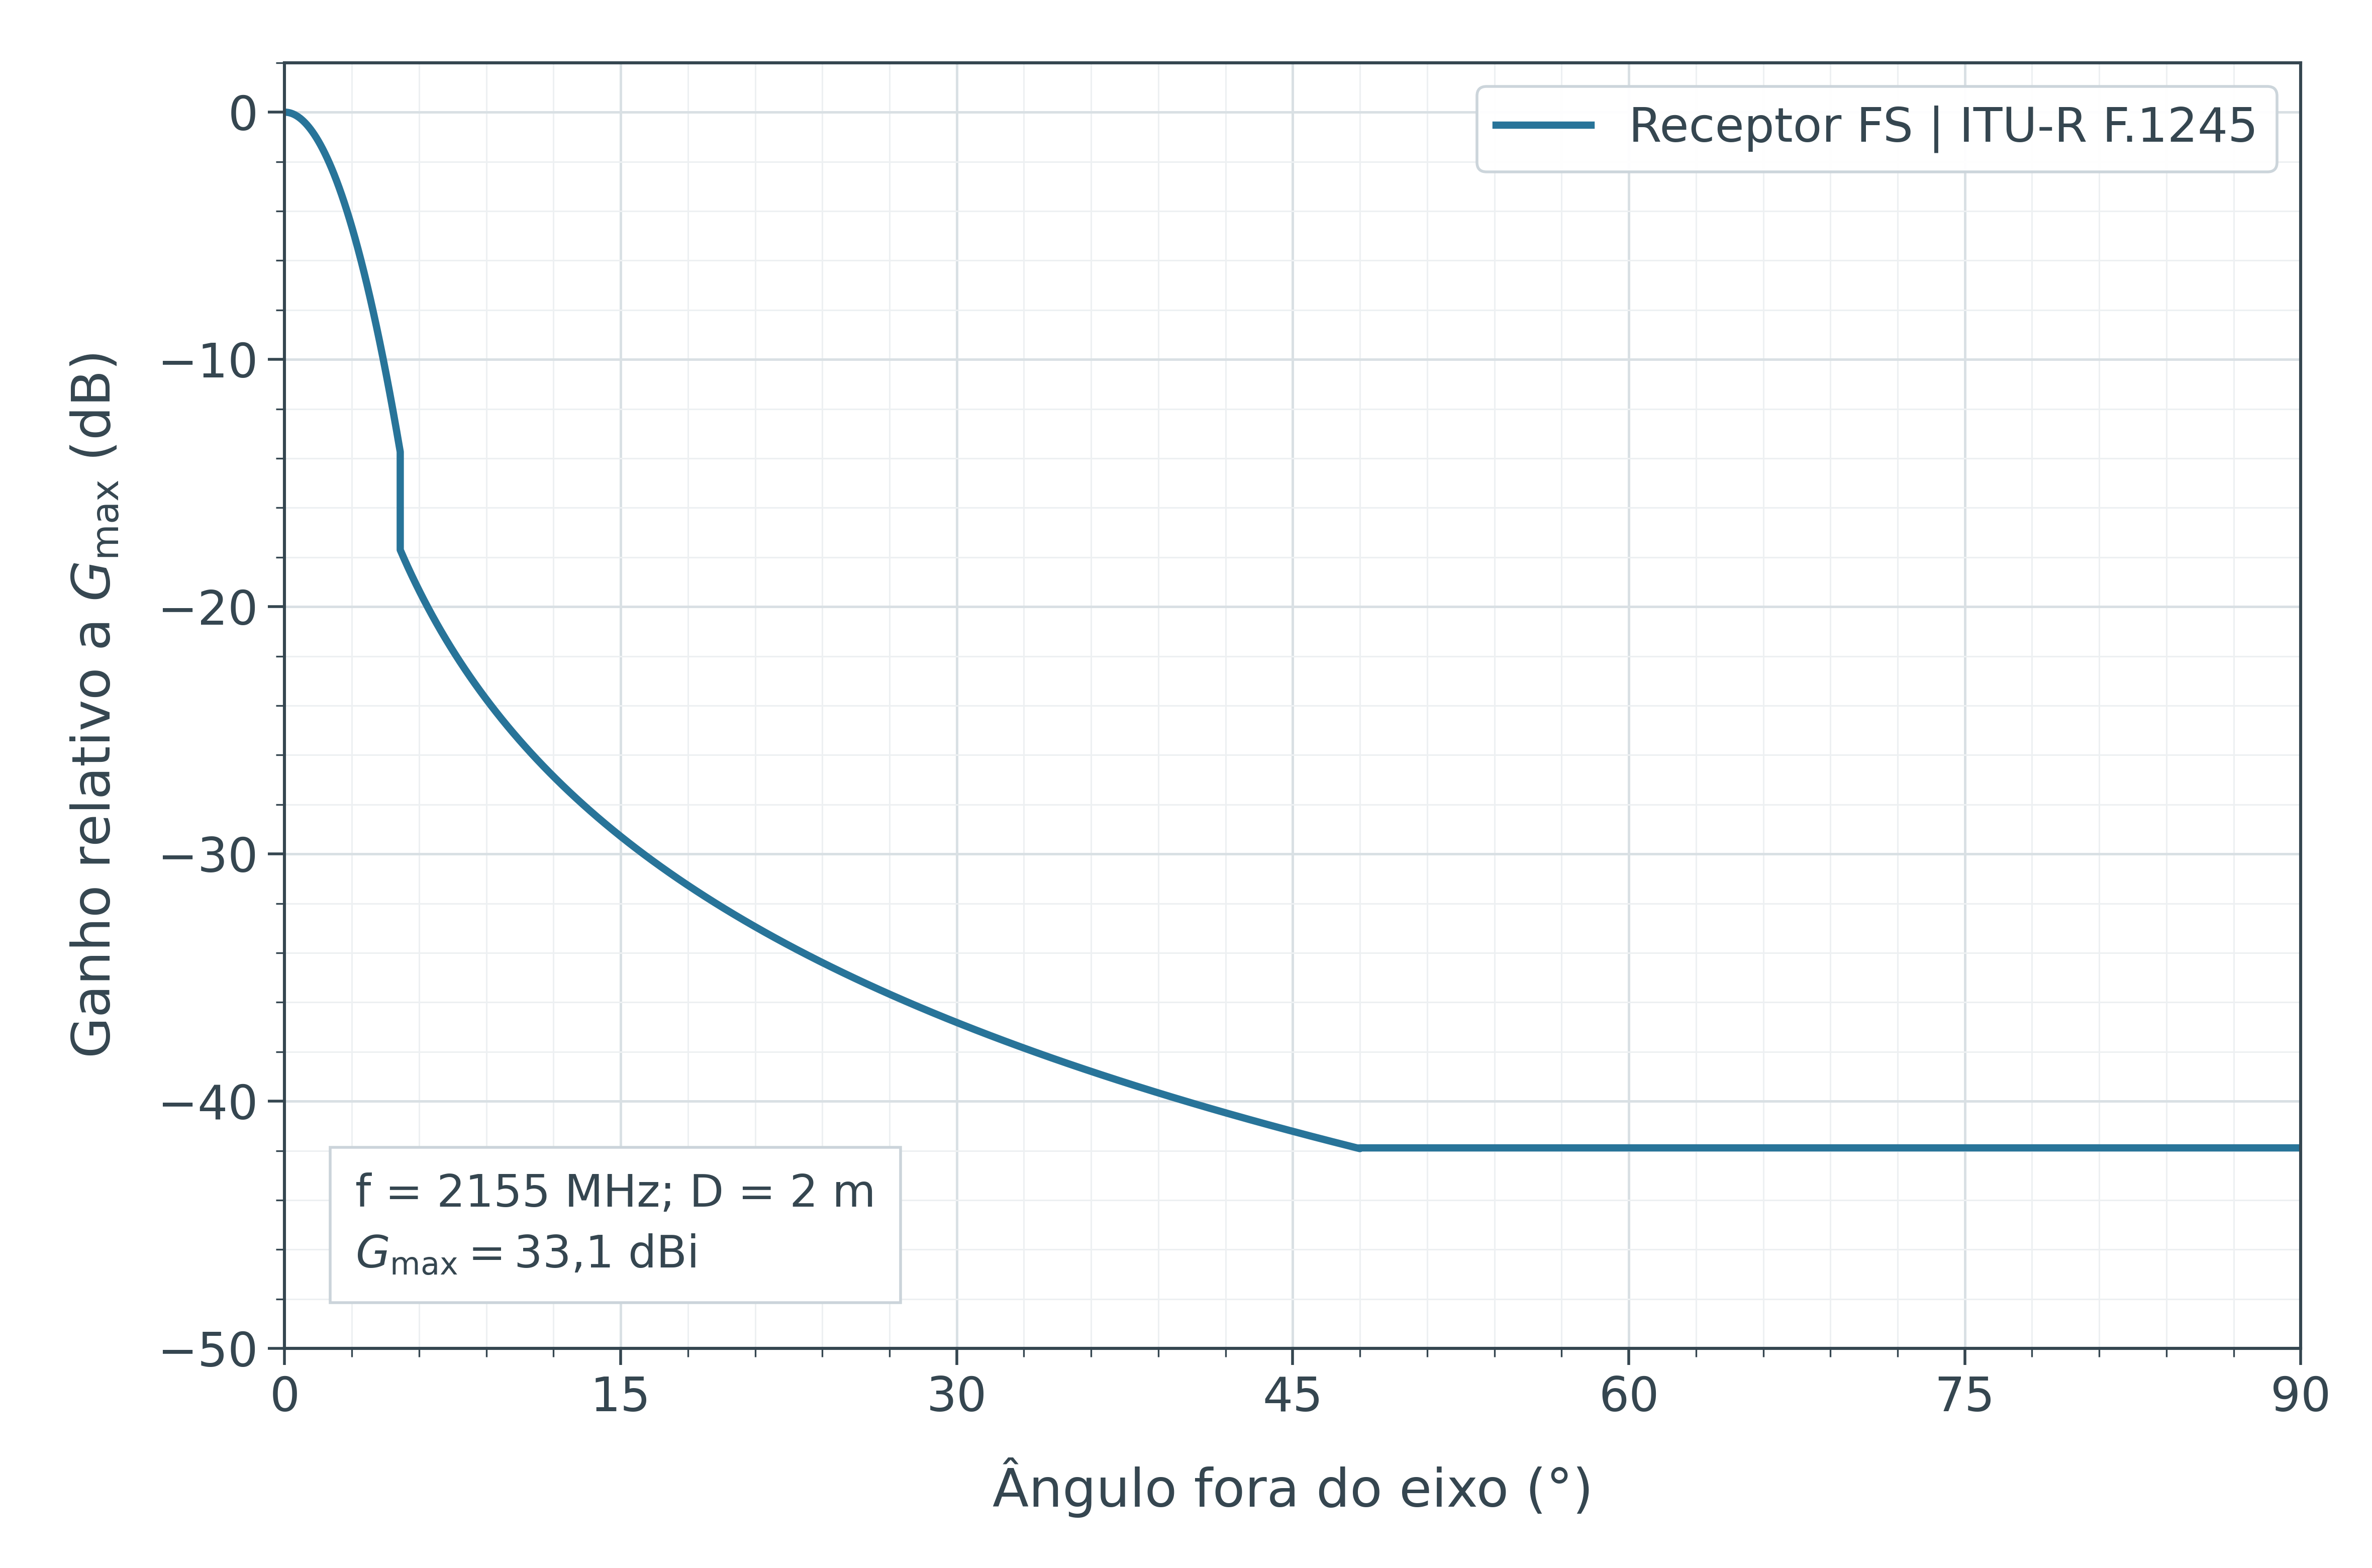 Receptor FS | ITU-R F.1245
Ganho relativo a Gmax (dB)
0
−10
−20
−30
−40
−50
f = 2155 MHz; D = 2 m
Gmax = 33,1 dBi
0 15 30 45 60 75 90
Ângulo fora do eixo (°)